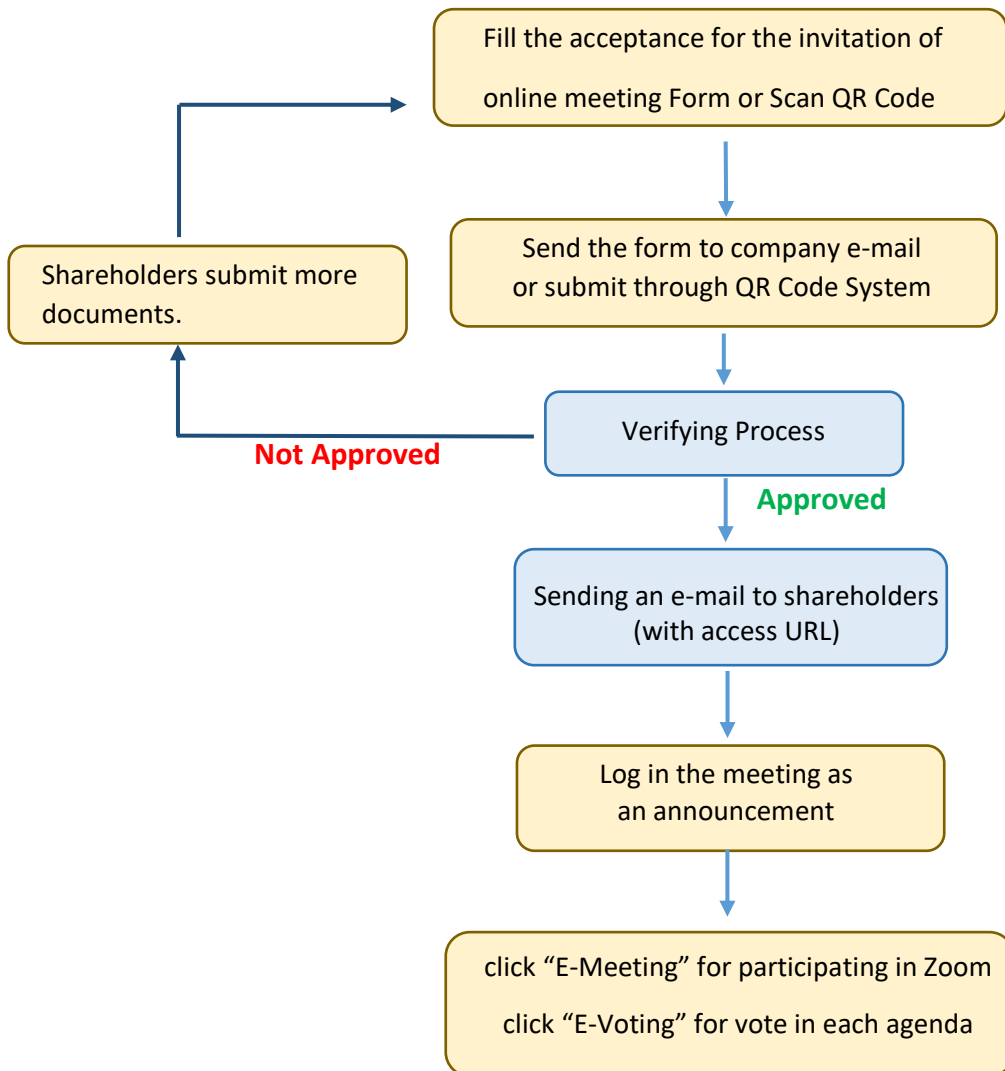 Fill the acceptance for the invitation of
online meeting Form or Scan QR Code
Send the form to company e-mail
or submit through QR Code System
Shareholders submit more
documents.
Verifying Process
Not Approved
Approved
Sending an e-mail to shareholders
(with access URL)
Log in the meeting as
an announcement
click “E-Meeting” for participating in Zoom
click “E-Voting” for vote in each agenda